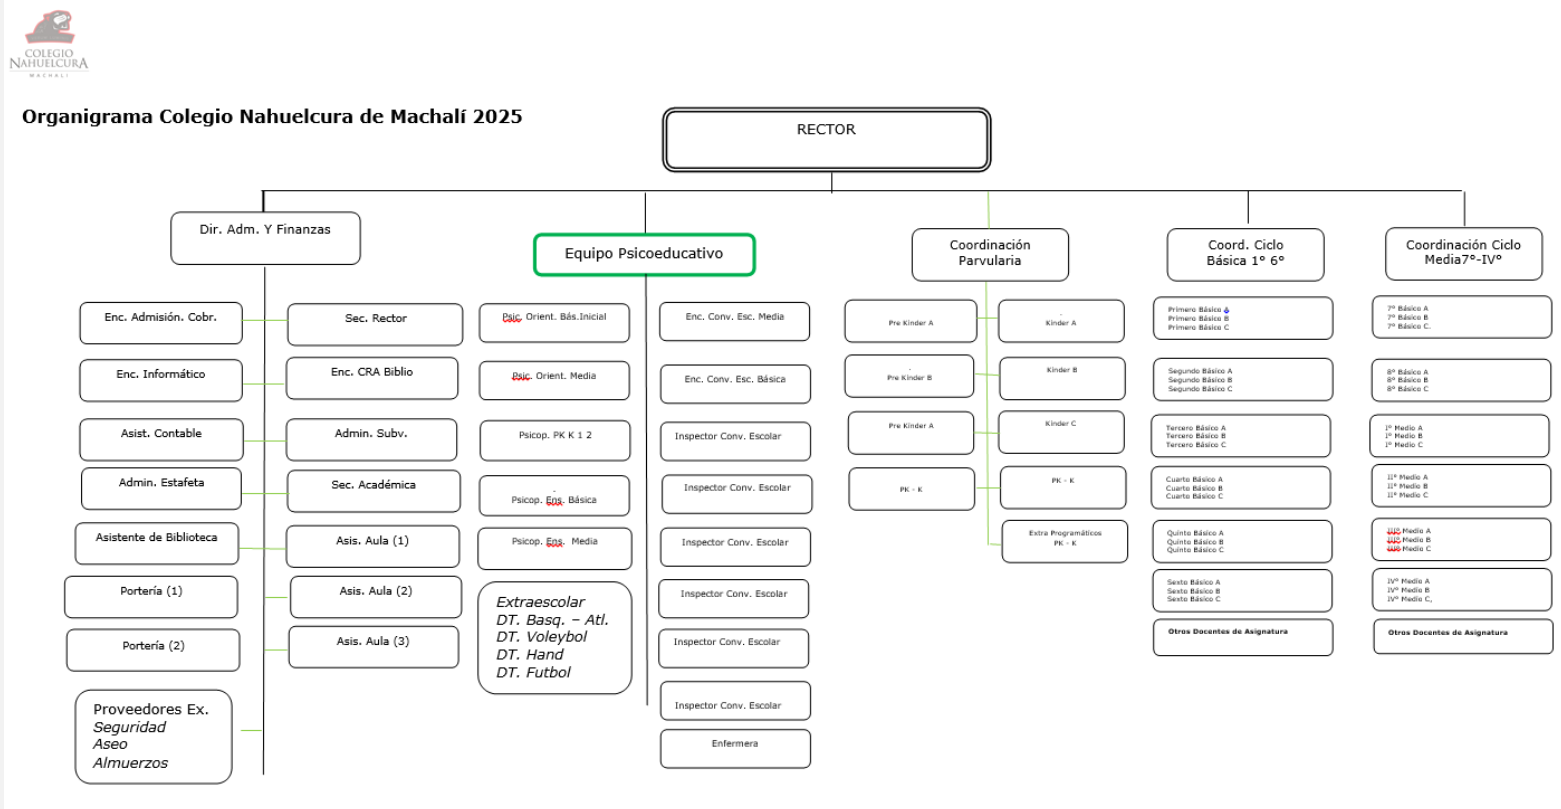 COLEGIO
NAHUELCURA
MACHALI
Organigrama Colegio Nahuelcura de Machalí 2025
RECTOR
Dir. Adm. Y Finanzas
Enc. Admisión. Cobr.
Sec. Rector
Enc. Informático
Enc. CRA Biblio
Asist. Contable
Admin. Subv.
Admin. Estafeta
Sec. Académica
Asistente de Biblioteca
Asis. Aula (1)
Portería (1)
Asis. Aula (2)
Portería (2)
Asis. Aula (3)
Proveedores Ex.
Seguridad
Aseo
Almuerzos
Equipo Psicoeducativo
Psic. Orient. Bás.Inicial
Enc. Conv. Esc. Media
Psic. Orient. Media
Enc. Conv. Esc. Básica
Psicop. PK K 1 2
Inspector Conv. Escolar
.
Psicop. Ens. Básica
Inspector Conv. Escolar
Psicop. Ens. Media
Inspector Conv. Escolar
Extraescolar
DT. Basq. – Atl.
DT. Voleybol
DT. Hand
DT. Futbol
Inspector Conv. Escolar
Inspector Conv. Escolar
Inspector Conv. Escolar
Enfermera
Coordinación
Parvularia
Pre Kinder A
.
Kinder A
.
Pre Kinder B
Kinder B
Pre Kinder A
Kinder C
PK - K
PK - K
Extra Programáticos
PK - K
Coord. Ciclo
Básica 1° 6°
Primero Básico A
Primero Básico B
Primero Básico C
Segundo Básico A
Segundo Básico B
Segundo Básico C
Tercero Básico A
Tercero Básico B
Tercero Básico C
Cuarto Básico A
Cuarto Básico B
Cuarto Básico C
Quinto Básico A
Quinto Básico B
Quinto Básico C
Sexto Básico A
Sexto Básico B
Sexto Básico C
Otros Docentes de Asignatura
Coordinación Ciclo
Media7°-IV°
7° Básico A
7° Básico B
7° Básico C.
8° Básico A
8° Básico B
8° Básico C
I° Medio A
I° Medio B
I° Medio C
II° Medio A
II° Medio B
II° Medio C
III° Medio A
III° Medio B
III° Medio C
IV° Medio A
IV° Medio B
IV° Medio C,
Otros Docentes de Asignatura